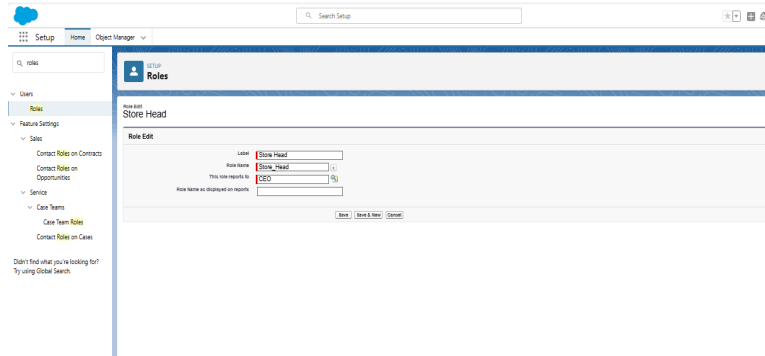 Search Setup
Setup
Home
Object Manager
roles
SETUP
Roles
Users
Roles
Feature Settings
Sales
Contact Roles on Contracts
Contact Roles on
Opportunities
Service
Case Teams
Case Team Roles
Contact Roles on Cases
Didn't find what you're looking for?
Try using Global Search.
Role Edit
Store Head
Role Edit
Label
Store Head
Role Name
Store_Head
i
This role reports to
CEO
Role Name as displayed on reports
Save
Save & New
Cancel